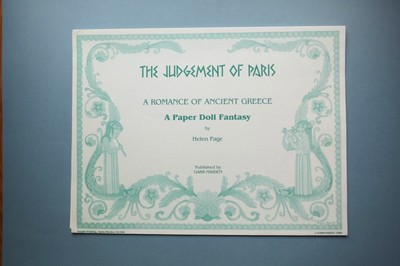 THE JUDGEMENT OF PARIS
A ROMANCE OF ANCIENT GREECE
A Paper Doll Fantasy
by
Helen Page
Published by